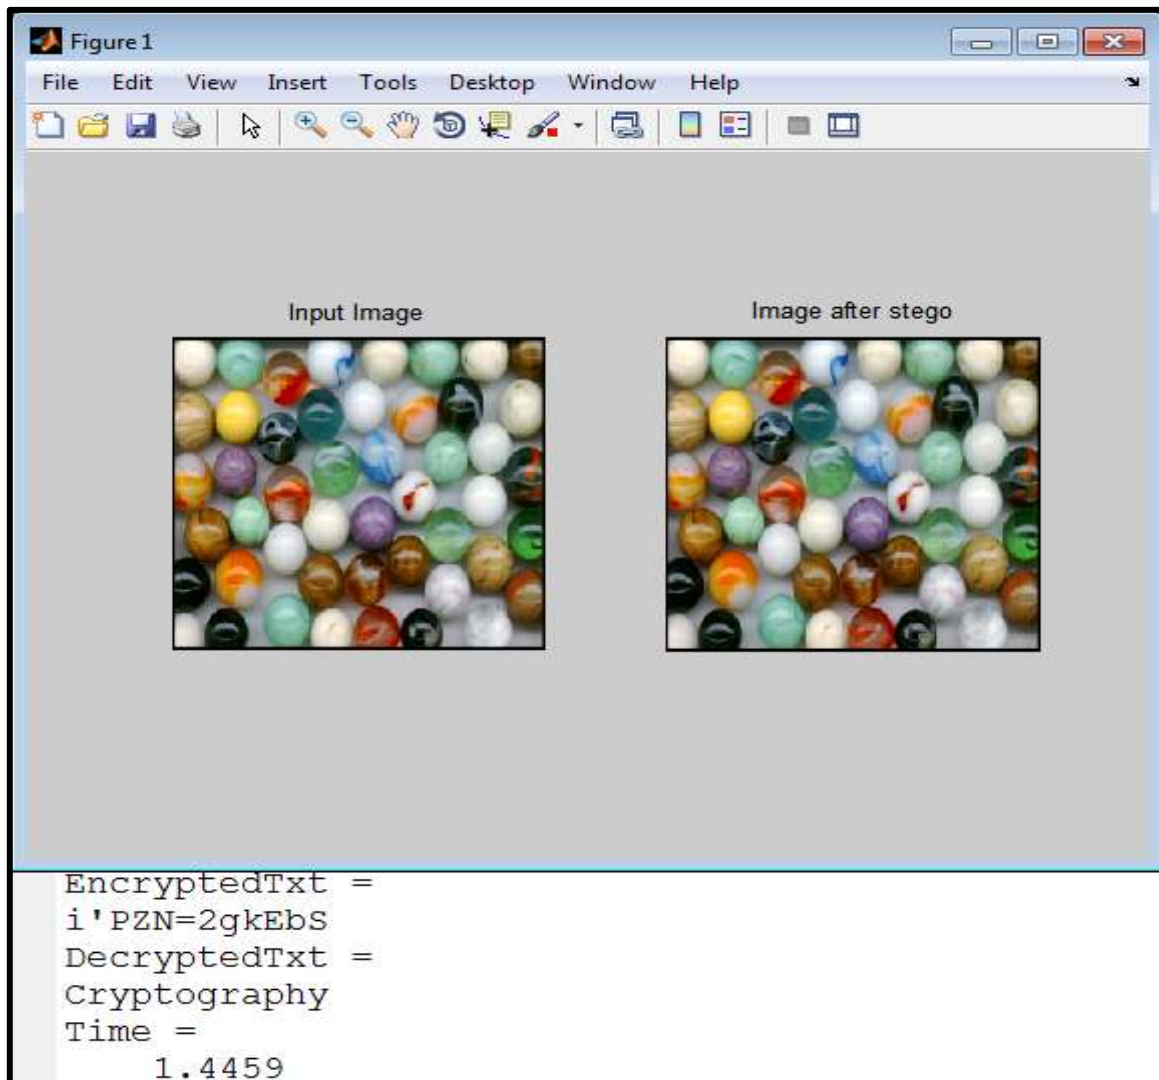 Figure 1
File Edit View Insert Tools Desktop Window Help
Input Image
Image after stego
EncryptedTxt =
i'PZN=2gkEbS
DecryptedTxt =
Cryptography
Time =
1.4459